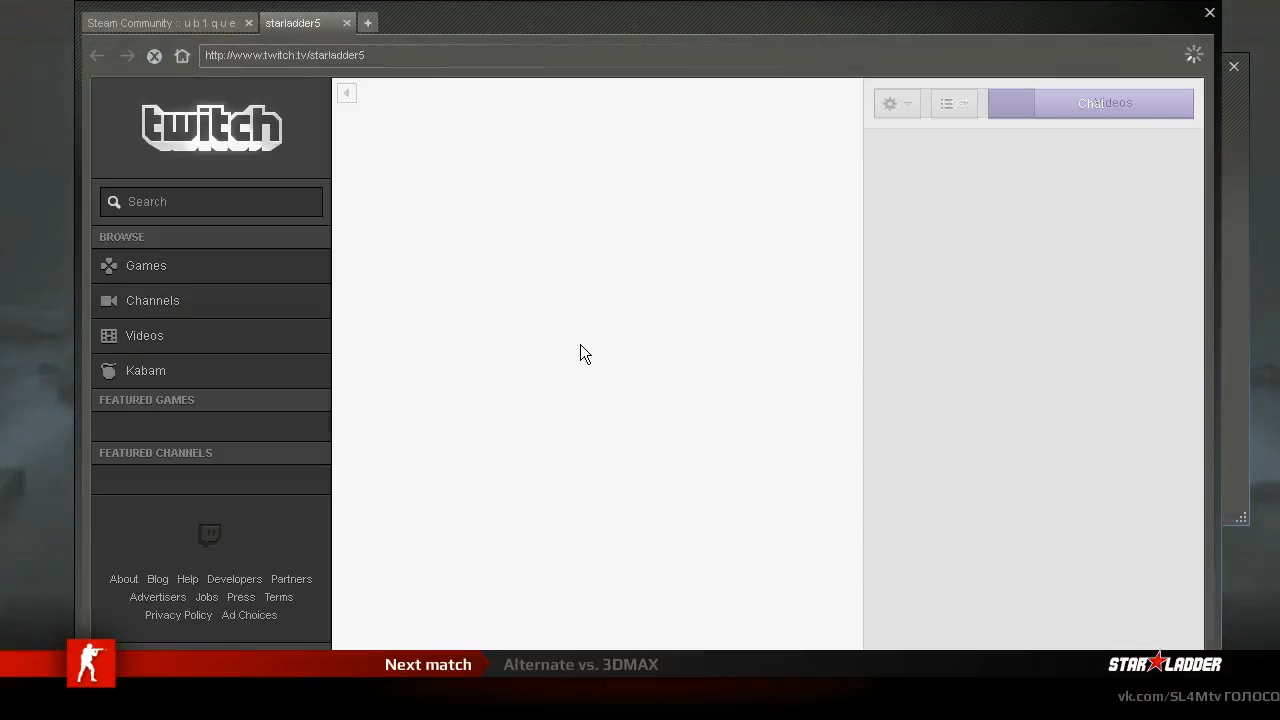 Steam Community :: u b 1 q u e
starladder5
http://www.twitch.tv/starladder5
twitch
Search
BROWSE
Games
Channels
Videos
Kabam
FEATURED GAMES
FEATURED CHANNELS
About Blog Help Developers Partners
Advertisers Jobs Press Terms
Privacy Policy Ad Choices
Chat
Videos
Next match
Alternate vs. 3DMAX
STAR LADDER
vk.com/SL4Mtv ГОЛОСО